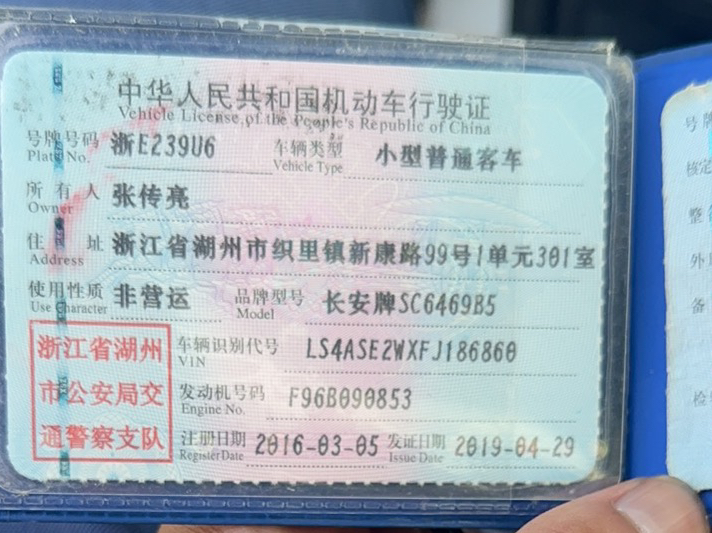 中华人民共和国机动车行驶证
Vehicle License of the People's Republic of China
号牌号码 浙E239U6 车辆类型 小型普通客车
Plate No. Vehicle Type
所有人 张传亮
Owner
住址 浙江省湖州市织里镇新康路99号1单元301室
Address
使用性质 非营运 品牌型号 长安牌SC6469B5
Use Character Model
浙江省湖州
市公安局交
通警察支队
车辆识别代号 LS4ASE2WXFJ186860
VIN
发动机号码 F96B090853
Engine No.
注册日期 2016-03-05 发证日期 2019-04-29
Register Date Issue Date
号牌
核定
整
外
备
检